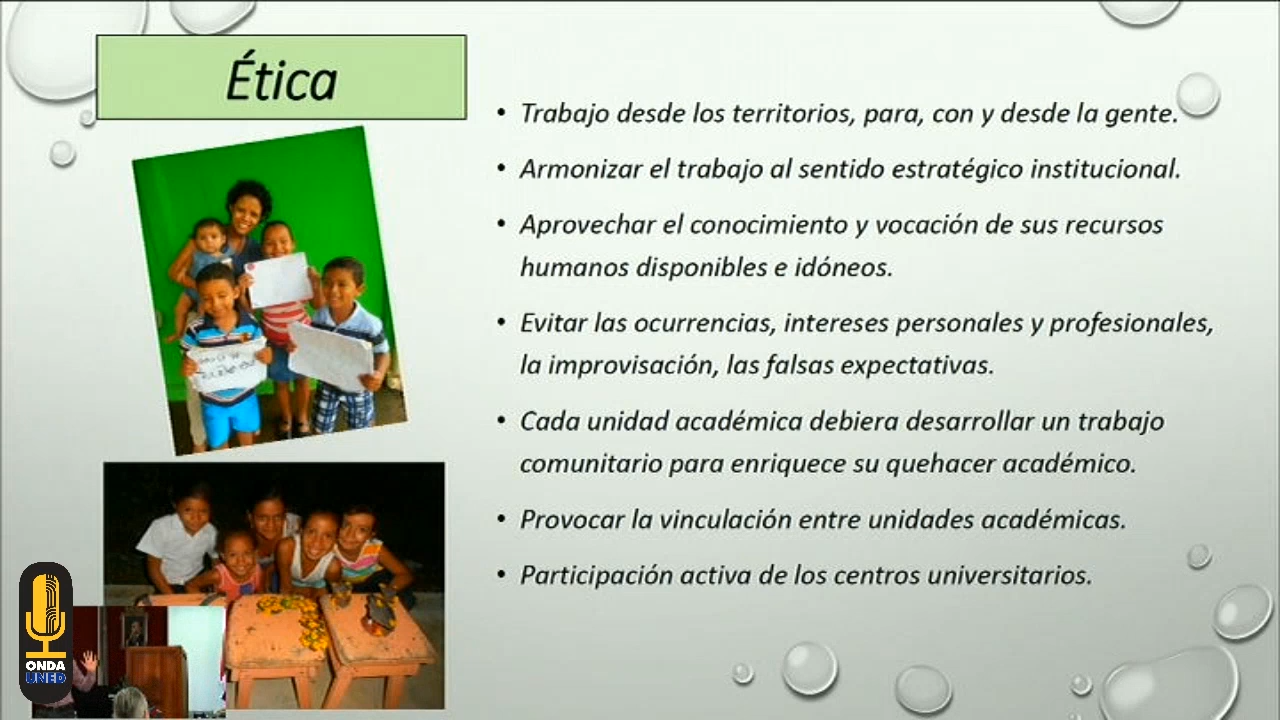 Ética
• Trabajo desde los territorios, para, con y desde la gente.
• Armonizar el trabajo al sentido estratégico institucional.
• Aprovechar el conocimiento y vocación de sus recursos
humanos disponibles e idóneos.
• Evitar las ocurrencias, intereses personales y profesionales,
la improvisación, las falsas expectativas.
• Cada unidad académica debiera desarrollar un trabajo
comunitario para enriquece su quehacer académico.
• Provocar la vinculación entre unidades académicas.
• Participación activa de los centros universitarios.
ONDA
UNED